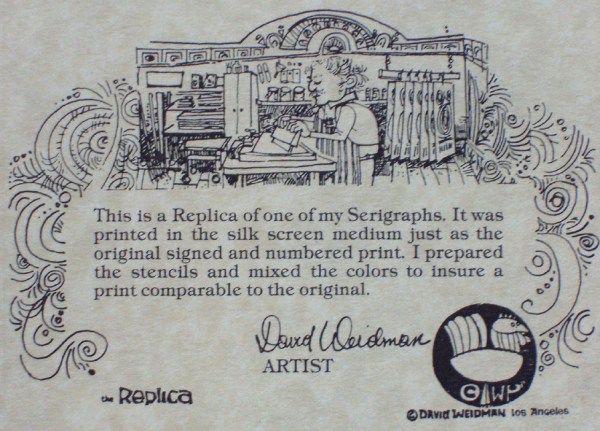 This is a Replica of one of my Serigraphs. It was
printed in the silk screen medium just as the
original signed and numbered print. I prepared
the stencils and mixed the colors to insure a
print comparable to the original.
David Weidman
ARTIST
the Replica
© DAVID WEIDMAN Los Angeles